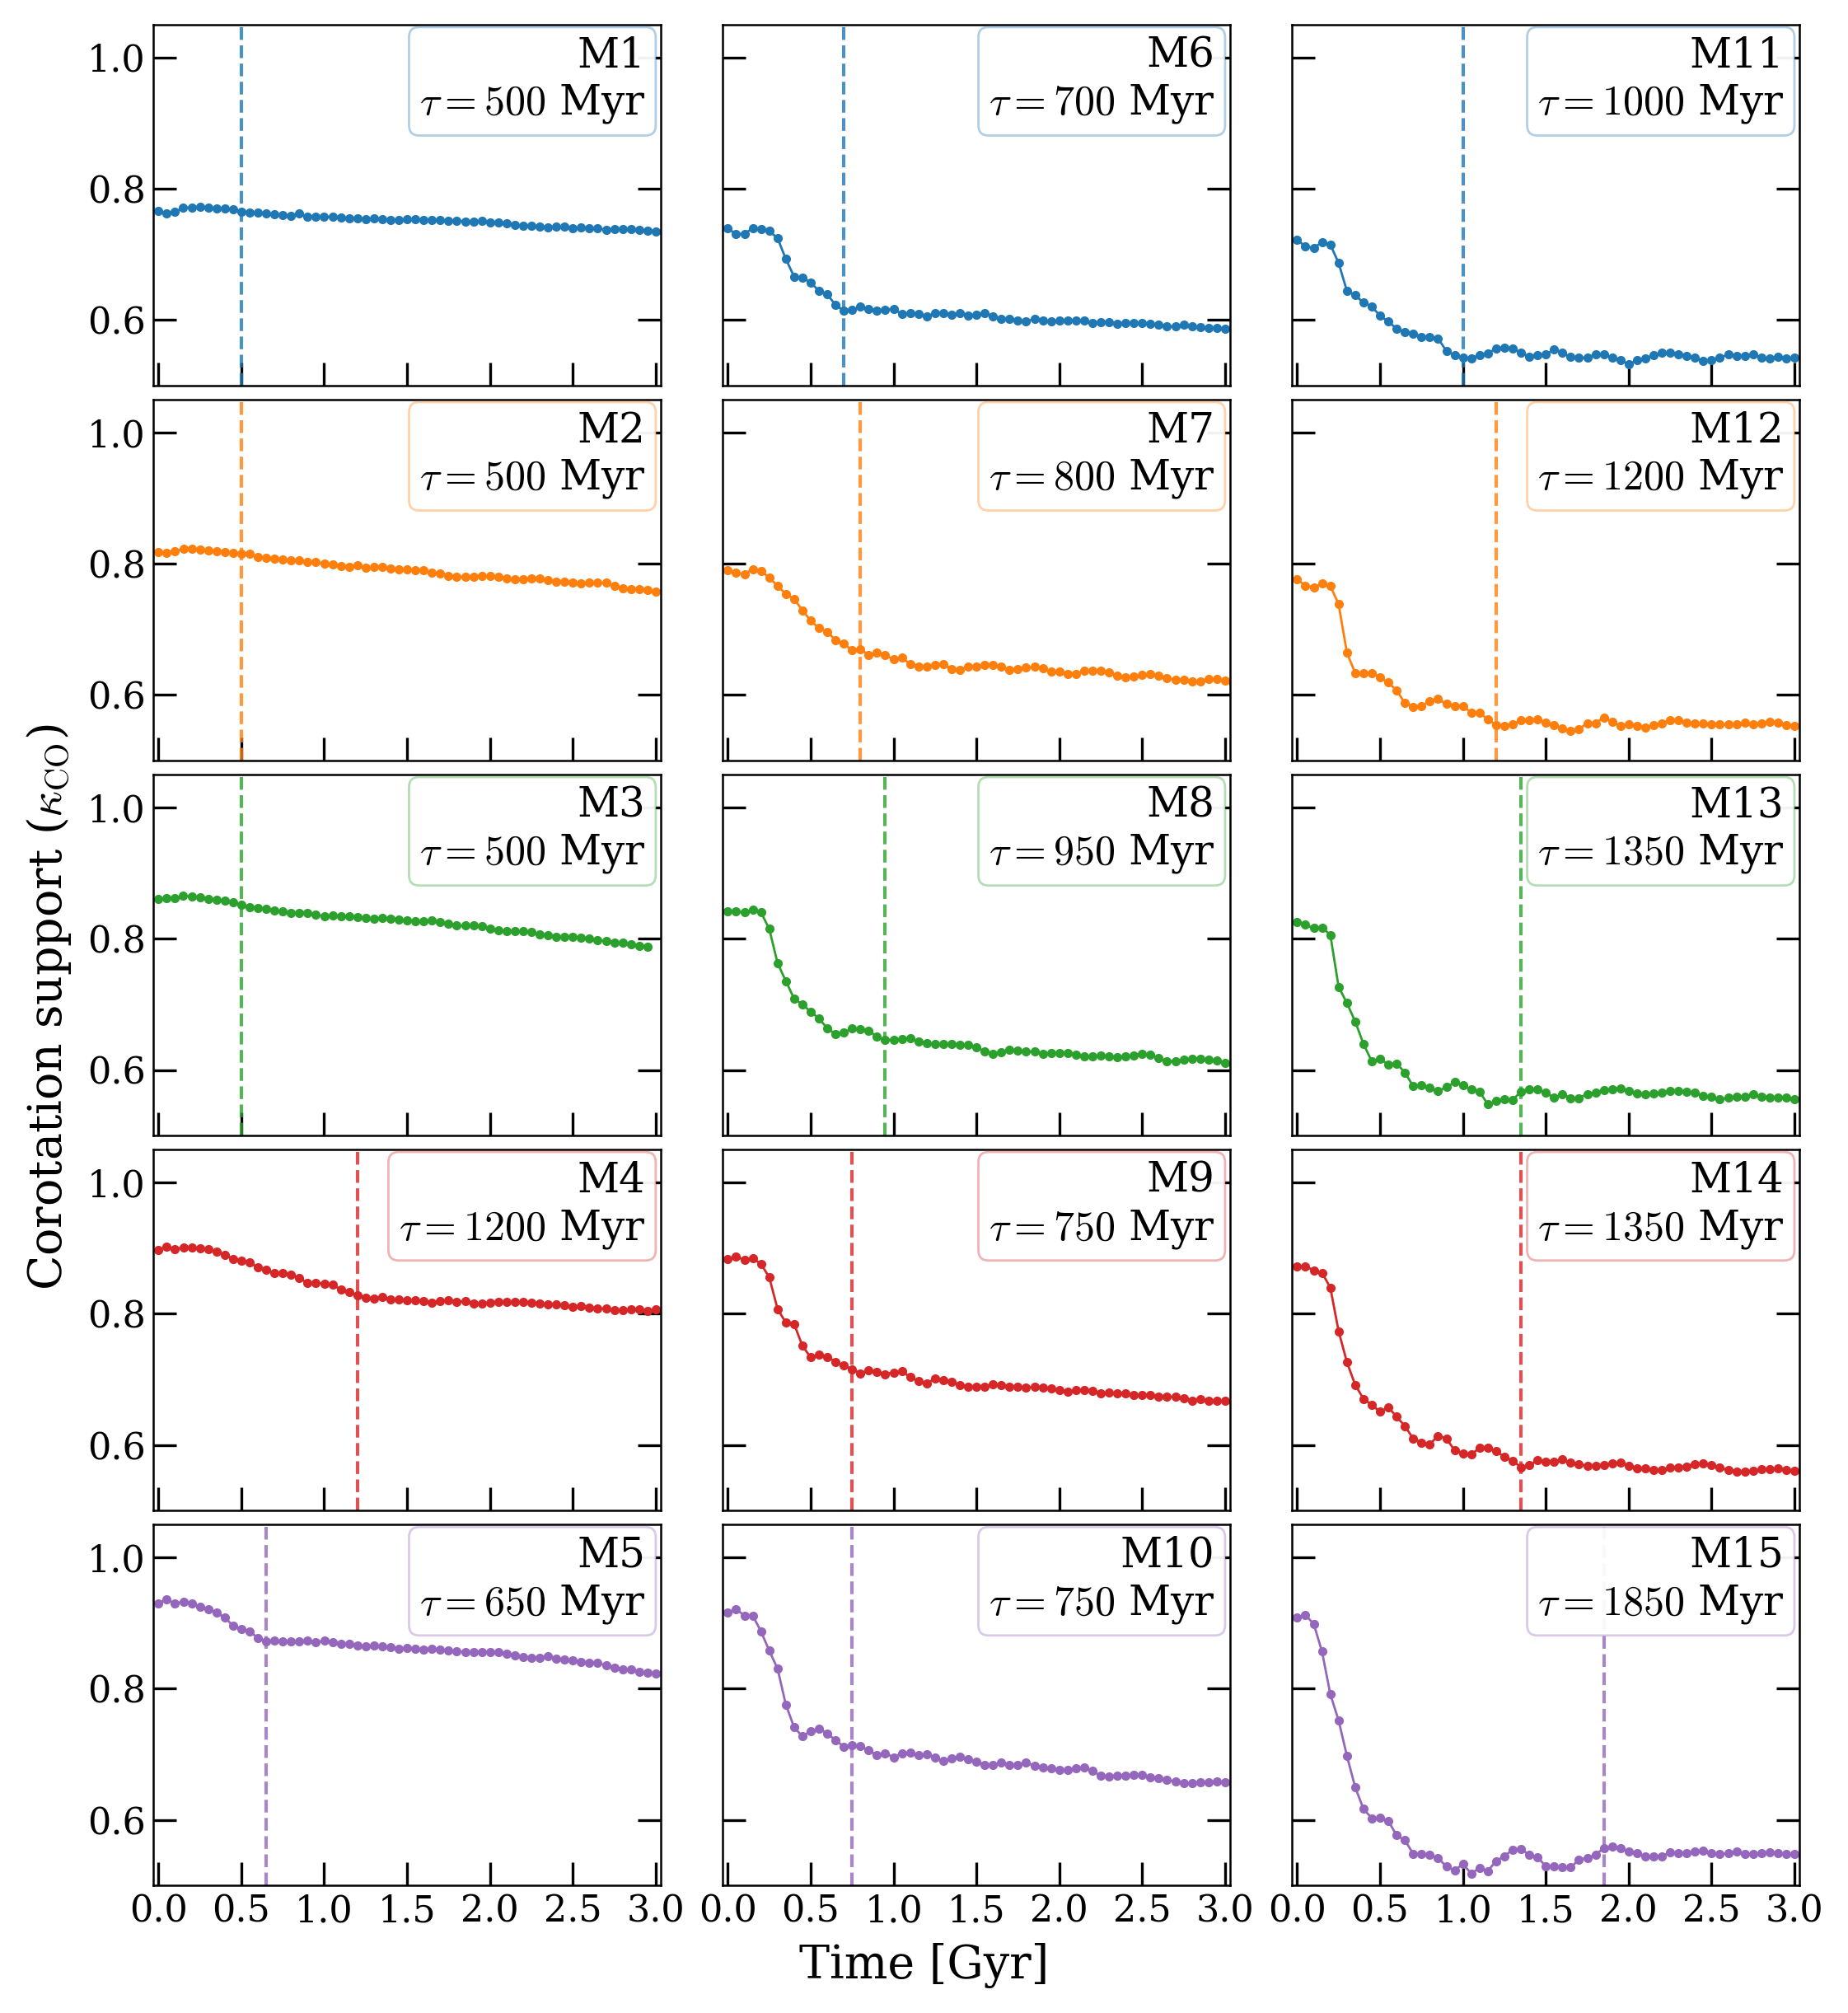 M1
τ = 500 Myr
M6
τ = 700 Myr
M11
τ = 1000 Myr
1.0
0.8
0.6
M2
τ = 500 Myr
M7
τ = 800 Myr
M12
τ = 1200 Myr
1.0
0.8
0.6
M3
τ = 500 Myr
M8
τ = 950 Myr
M13
τ = 1350 Myr
1.0
0.8
0.6
M4
τ = 1200 Myr
M9
τ = 750 Myr
M14
τ = 1350 Myr
1.0
0.8
0.6
M5
τ = 650 Myr
M10
τ = 750 Myr
M15
τ = 1850 Myr
1.0
0.8
0.6
0.0 0.5 1.0 1.5 2.0 2.5 3.0
0.0 0.5 1.0 1.5 2.0 2.5 3.0
0.0 0.5 1.0 1.5 2.0 2.5 3.0
Corotation support (κCO)
Time [Gyr]